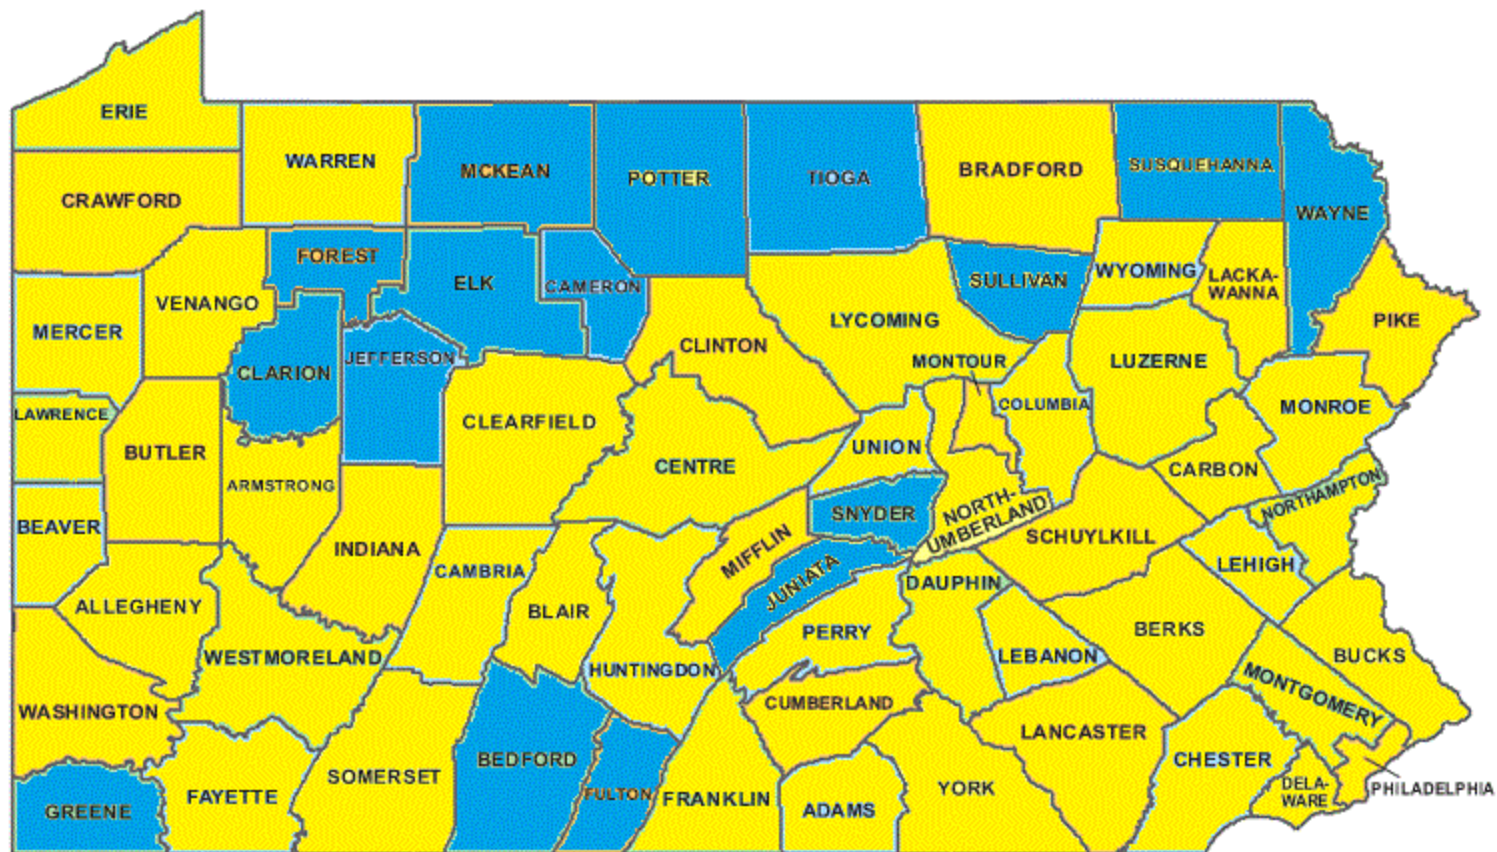 ERIE
WARREN
MCKEAN
POTTER
TIOGA
BRADFORD
SUSQUEHANNA
WAYNE
CRAWFORD
FOREST
ELK
CAMERON
SULLIVAN
WYOMING
LACKA-
WANNA
VENANGO
MERCER
LYCOMING
PIKE
CLINTON
JEFFERSON
MONTOUR
LUZERNE
CLARION
LAWRENCE
COLUMBIA
MONROE
CLEARFIELD
BUTLER
UNION
CENTRE
CARBON
ARMSTRONG
NORTHAMPTON
BEAVER
SNYDER
NORTH-
UMBERLAND
SCHUYLKILL
INDIANA
MIFFLIN
LEHIGH
CAMBRIA
JUNIATA
DAUPHIN
ALLEGHENY
BLAIR
PERRY
BERKS
WESTMORELAND
LEBANON
BUCKS
HUNTINGDON
MONTGOMERY
WASHINGTON
CUMBERLAND
LANCASTER
BEDFORD
CHESTER
SOMERSET
FAYETTE
FULTON
FRANKLIN
YORK
DELA-
WARE
PHILADELPHIA
GREENE
ADAMS